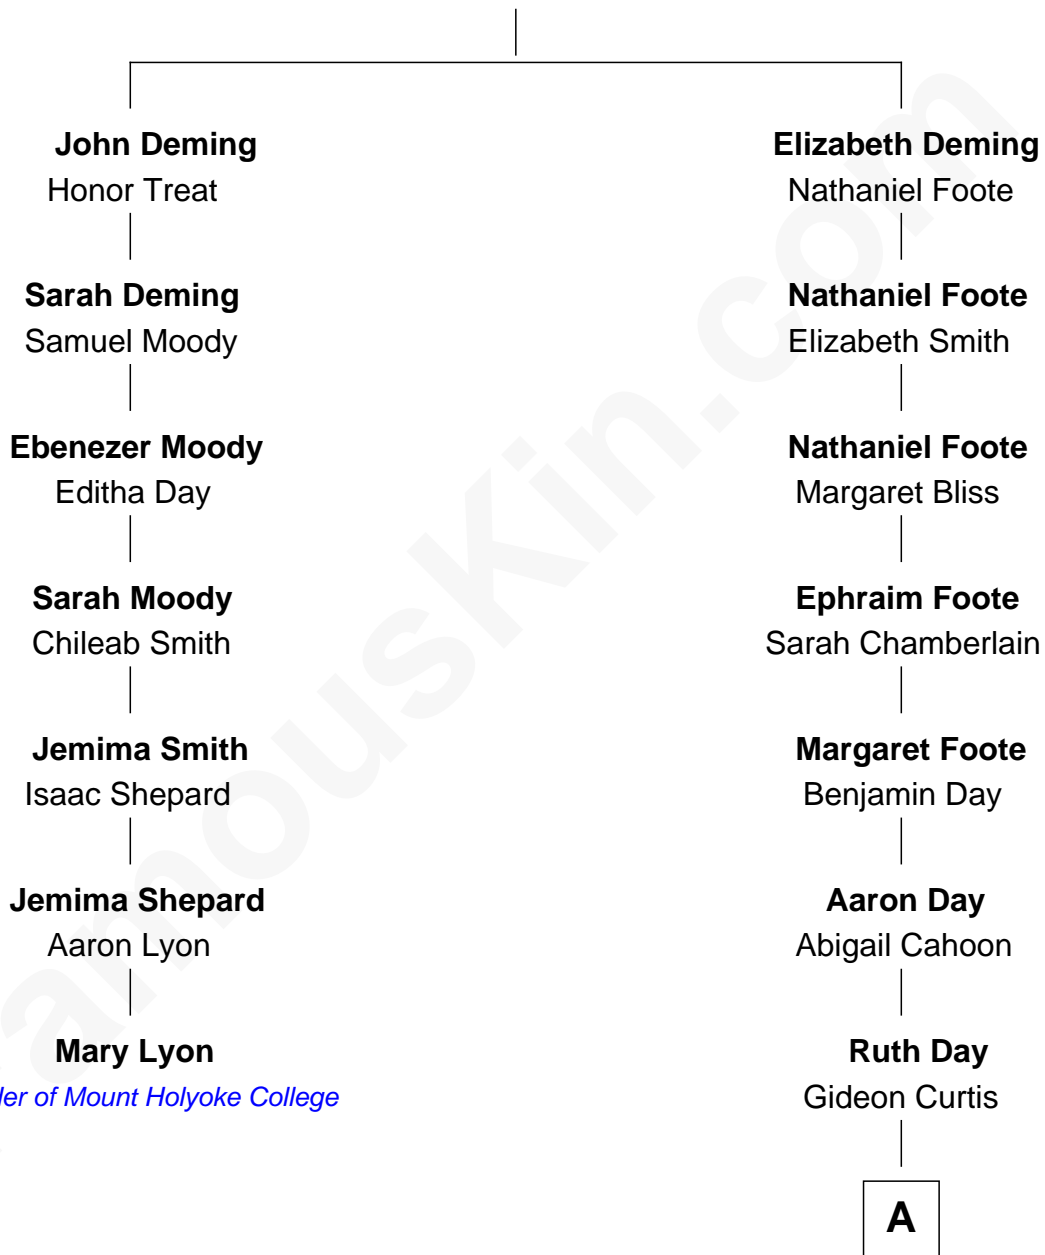 John Deming
Honor Treat
Elizabeth Deming
Nathaniel Foote
Sarah Deming
Samuel Moody
Nathaniel Foote
Elizabeth Smith
Ebenezer Moody
Editha Day
Nathaniel Foote
Margaret Bliss
Sarah Moody
Chileab Smith
Ephraim Foote
Sarah Chamberlain
Jemima Smith
Isaac Shepard
Margaret Foote
Benjamin Day
Jemima Shepard
Aaron Lyon
Aaron Day
Abigail Cahoon
Mary Lyon
der of Mount Holyoke College
Ruth Day
Gideon Curtis
A
amouskin.com